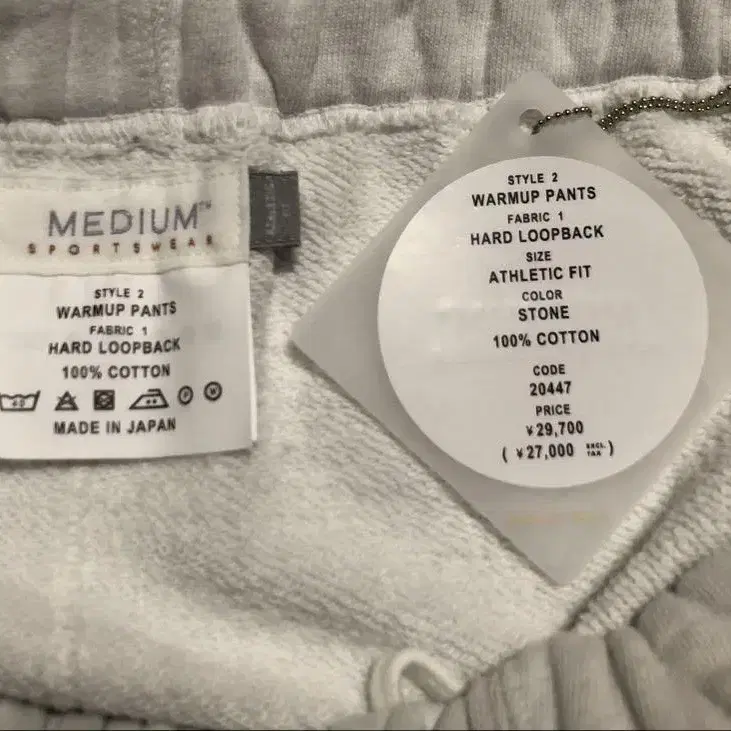 MEDIUM™
SPORTSWEAR
STYLE 2
WARMUP PANTS
FABRIC 1
HARD LOOPBACK
100% COTTON
40
P
W
MADE IN JAPAN
STYLE 2
WARMUP PANTS
FABRIC 1
HARD LOOPBACK
SIZE
ATHLETIC FIT
COLOR
STONE
100% COTTON
CODE
20447
PRICE
¥29,700
( ¥27,000 EXCL. TAX )